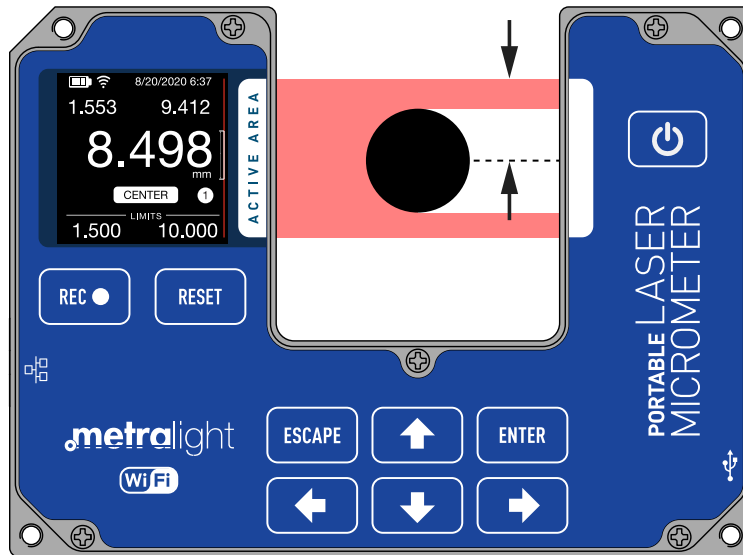 8/20/2020 6:37
1.553 9.412
8.498
mm
CENTER 1
LIMITS
1.500 10.000
ACTIVE AREA
REC
RESET
PORTABLE LASER
MICROMETER
metralight
WiFi
ESCAPE
ENTER